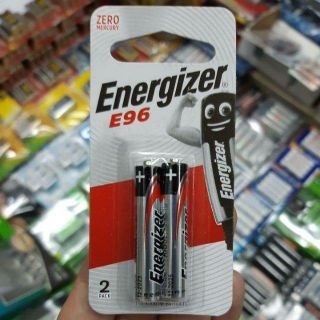 ZERO
MERCURY
Energizer
E96
Energizer
+
+
Energizer
Energizer
2
PACK